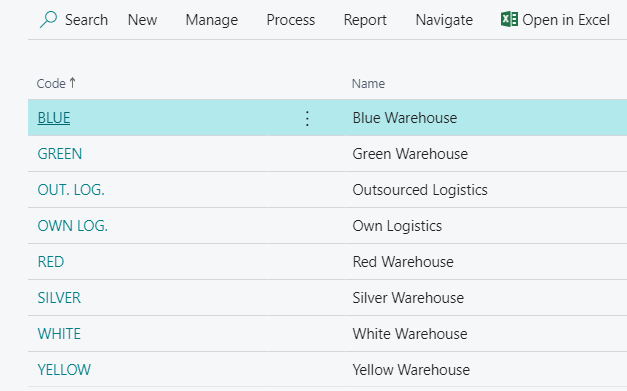 Search New Manage Process Report Navigate Open in Excel
Code ↑ Name
BLUE Blue Warehouse
GREEN Green Warehouse
OUT. LOG. Outsourced Logistics
OWN LOG. Own Logistics
RED Red Warehouse
SILVER Silver Warehouse
WHITE White Warehouse
YELLOW Yellow Warehouse